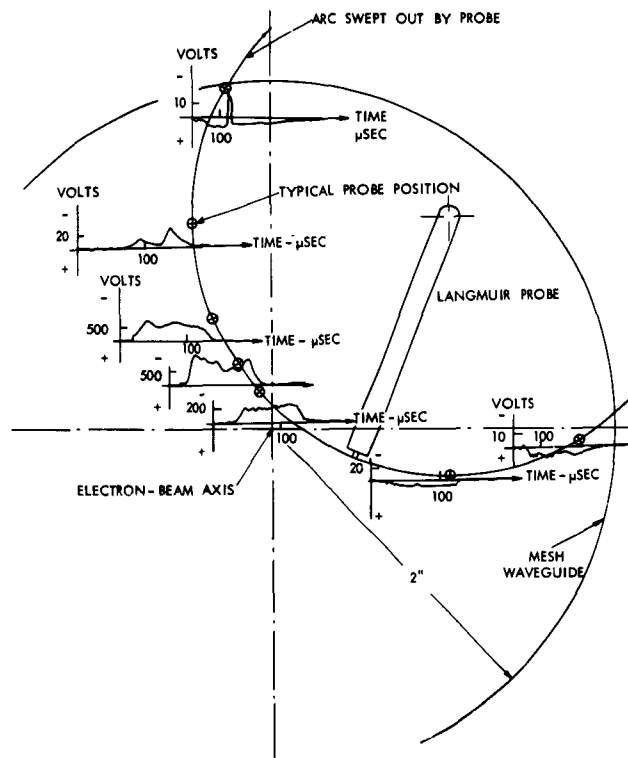 ARC SWEPT OUT BY PROBE
VOLTS
-
10
+
100
TIME
μSEC
VOLTS
-
20
+
100
TIME-μSEC
TYPICAL PROBE POSITION
VOLTS
-
500
+
100
TIME-μSEC
LANGMUIR PROBE
-
500
+
-
200
+
100
TIME-μSEC
VOLTS
-
10
+
100
TIME-μSEC
-
20
+
100
ELECTRON-BEAM AXIS
2"
MESH
WAVEGUIDE